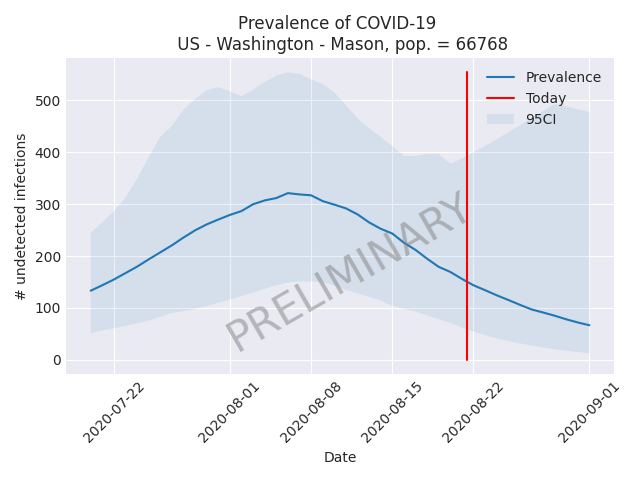 Prevalence of COVID-19
US - Washington - Mason, pop. = 66768
Prevalence
Today
95CI
# undetected infections
500
400
300
200
100
0
PRELIMINARY
2020-07-22
2020-08-01
2020-08-08
2020-08-15
2020-08-22
2020-09-01
Date